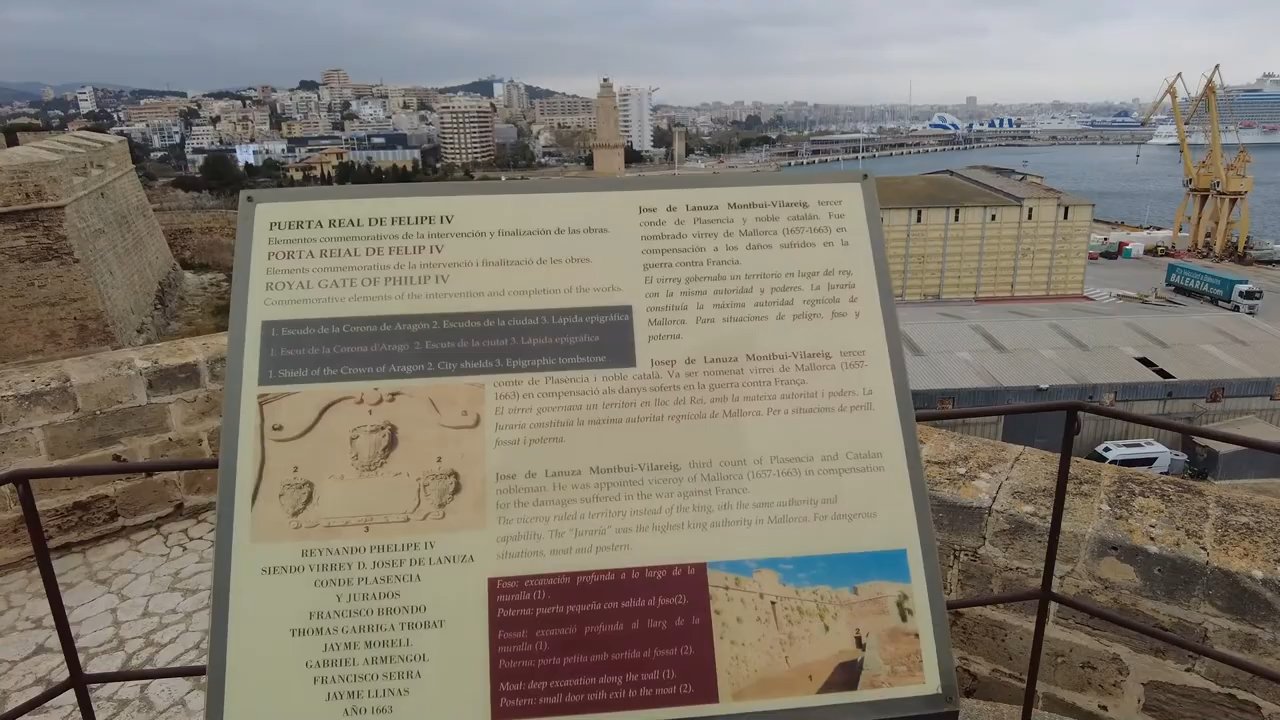 PUERTA REAL DE FELIPE IV
Elementos conmemorativos de la intervención y finalización de las obras.
PORTA REIAL DE FELIP IV
Elements commemoratius de la intervenció i finalització de les obres.
ROYAL GATE OF PHILIP IV
Commemorative elements of the intervention and completion of the works.
1. Escudo de la Corona de Aragón 2. Escudos de la ciudad 3. Lápida epigráfica
1. Escut de la Corona d'Aragó. 2. Escuts de la ciutat 3. Lápida epigráfica
1. Shield of the Crown of Aragon 2. City shields 3. Epigraphic tombstone
1
2
2
3
REYNANDO PHELIPE IV
SIENDO VIRREY D. JOSEF DE LANUZA
CONDE PLASENCIA
Y JURADOS
FRANCISCO BRONDO
THOMAS GARRIGA TROBAT
JAYME MORELL
GABRIEL ARMENGOL
FRANCISCO SERRA
JAYME LLINAS
AÑO 1663
Jose de Lanuza Montbui-Vilareig, tercer
conde de Plasencia y noble catalán. Fue
nombrado virrey de Mallorca (1657-1663) en
compensación a los daños sufridos en la
guerra contra Francia.
El virrey gobernaba un territorio en lugar del rey,
con la misma autoridad y poderes. La Juraría
constituía la máxima autoridad regnicola de
Mallorca. Para situaciones de peligro, foso y
poterna.
Josep de Lanuza Montbui-Vilareig, tercer
conte de Plasència i noble català. Va ser nomenat virrey de Mallorca (1657-
1663) en compensació als danys soferts en la guerra contra França.
El virrei governava un territori en lloc del Rei, amb la mateixa autoritat i poders. La
Juraria constituïa la màxima autoritat regnicola de Mallorca. Per a situacions de perill,
fossat i poterna.
Jose de Lanuza Montbui-Vilareig, third count of Plasencia and Catalan
nobleman. He was appointed viceroy of Mallorca (1657-1663) in compensation
for the damages suffered in the war against France.
The viceroy ruled a territory instead of the king, with the same authority and
capability. The "Juraría" was the highest king authority in Mallorca. For dangerous
situations, moat and postern.
Foso: excavación profunda a lo largo de la
muralla (1) .
Poterna: puerta pequeña con salida al foso(2).
Fossat: excavació profunda al llarg de la
muralla (1).
Poterna: porta petita amb sortida al fossat (2).
Moat: deep excavation along the wall (1).
Postern: small door with exit to the moat (2).
2
BALEARIA.com